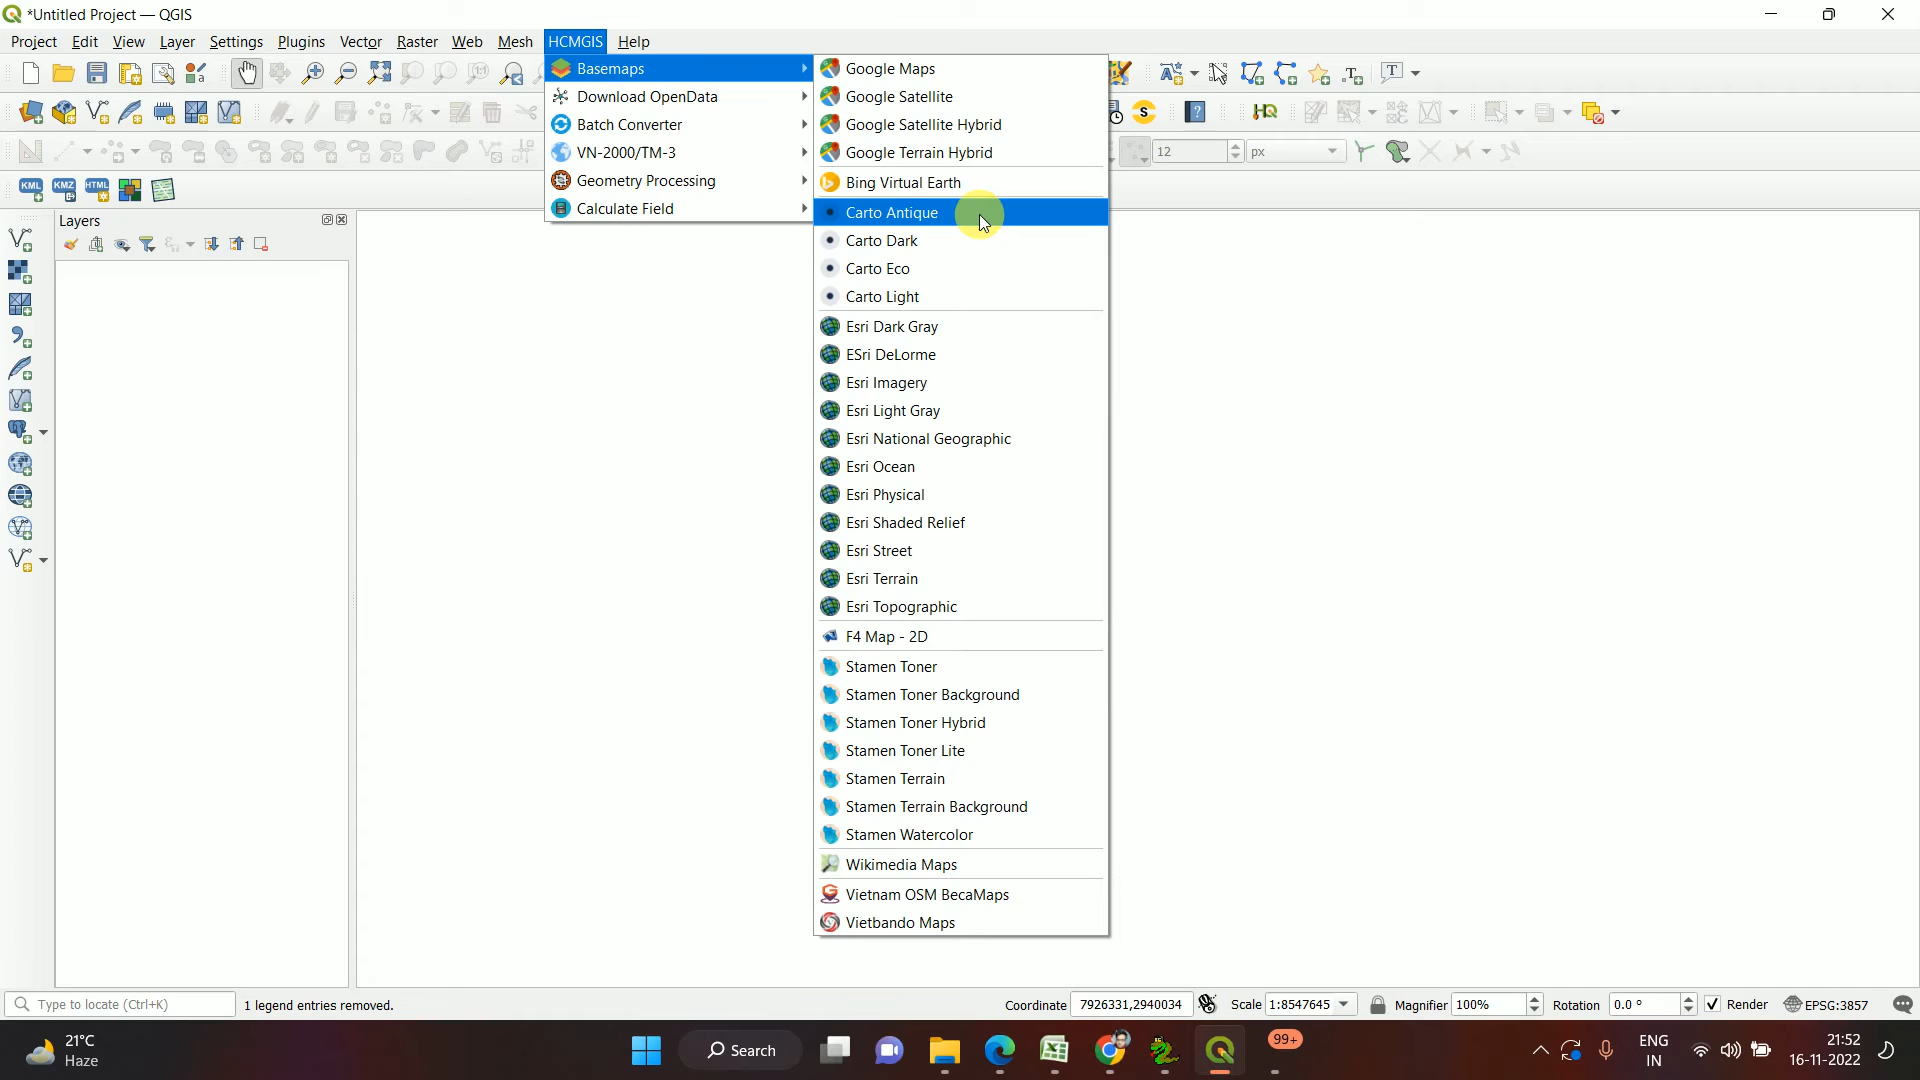 *Untitled Project — QGIS
Project Edit View Layer Settings Plugins Vector Raster Web Mesh HCMGIS Help
Basemaps
Download OpenData
Batch Converter
VN-2000/TM-3
Geometry Processing
Calculate Field
Google Maps
Google Satellite
Google Satellite Hybrid
Google Terrain Hybrid
Bing Virtual Earth
Carto Antique
Carto Dark
Carto Eco
Carto Light
Esri Dark Gray
ESri DeLorme
Esri Imagery
Esri Light Gray
Esri National Geographic
Esri Ocean
Esri Physical
Esri Shaded Relief
Esri Street
Esri Terrain
Esri Topographic
F4 Map - 2D
Stamen Toner
Stamen Toner Background
Stamen Toner Hybrid
Stamen Toner Lite
Stamen Terrain
Stamen Terrain Background
Stamen Watercolor
Wikimedia Maps
Vietnam OSM BecaMaps
Vietbando Maps
12 px
KML KMZ HTML
Layers
Type to locate (Ctrl+K) 1 legend entries removed. Coordinate 7926331,2940034 Scale 1:8547645 Magnifier 100% Rotation 0.0 ° Render EPSG:3857
21°C
Haze
Search
99+
ENG
IN
21:52
16-11-2022